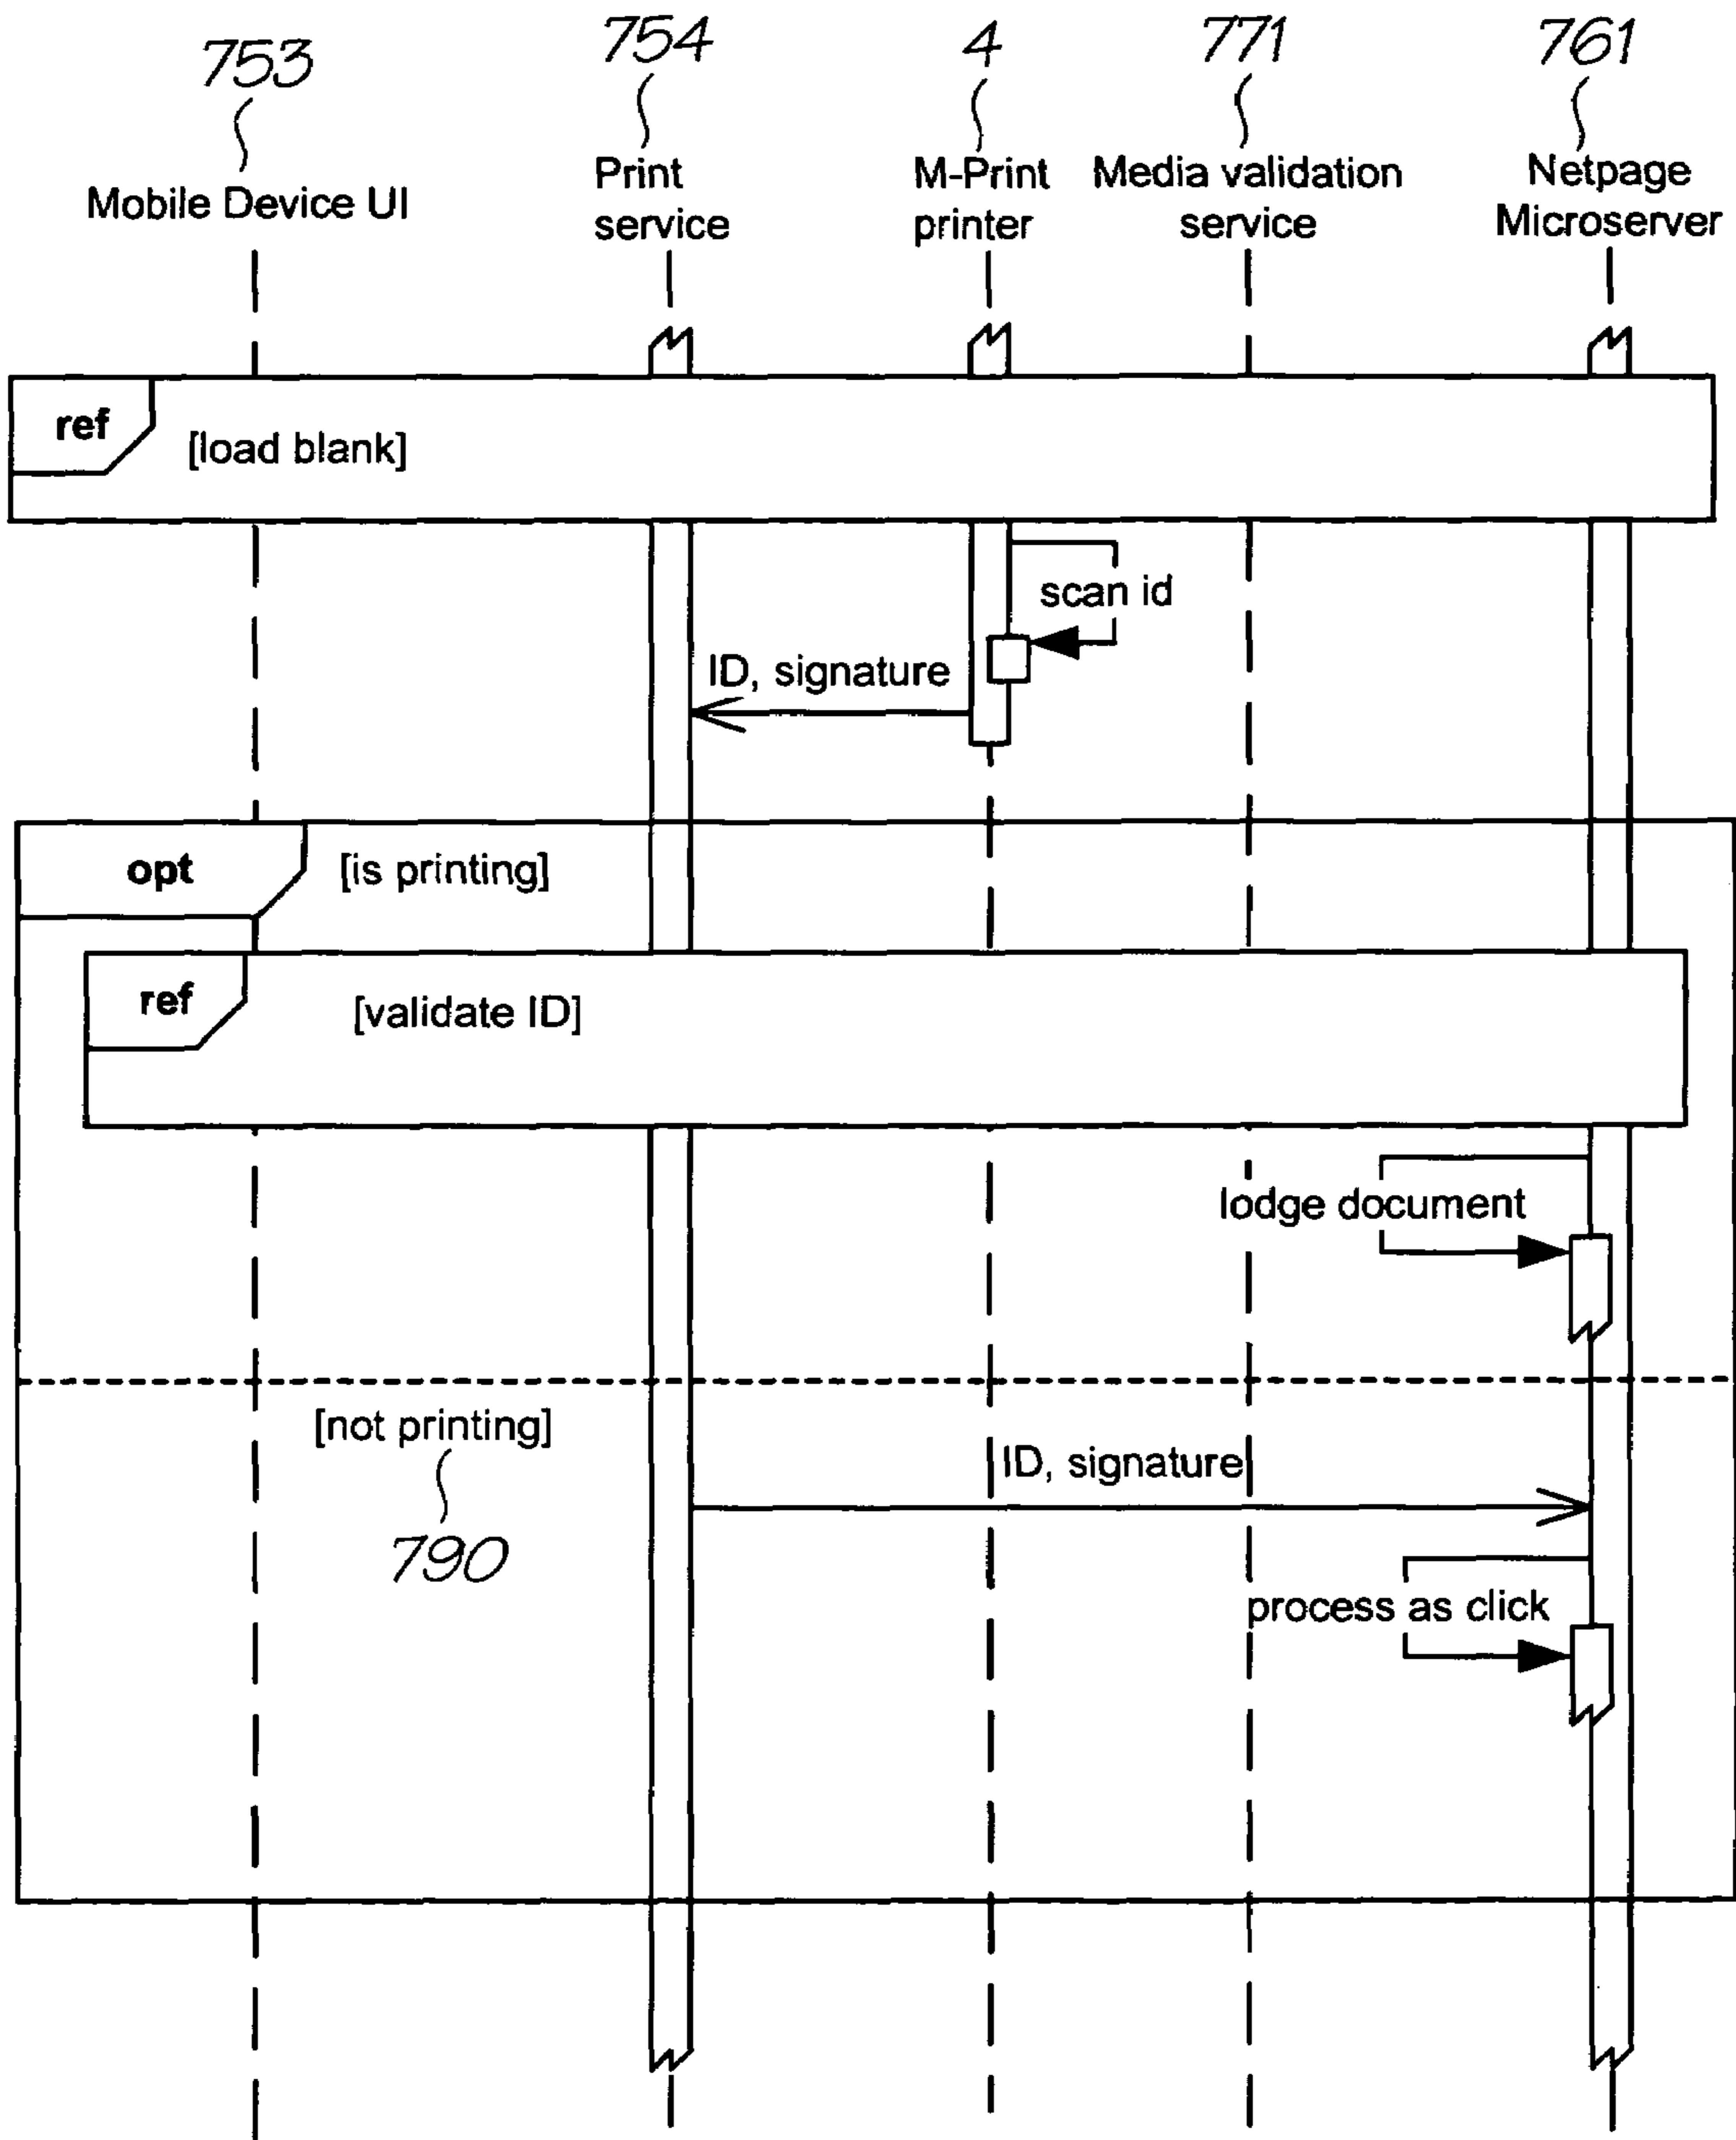 753
754
4
771
761
Mobile Device UI
Print
service
M-Print
printer
Media validation
service
Netpage
Microserver
ref
[load blank]
scan id
ID, signature
opt
[is printing]
ref
[validate ID]
lodge document
[not printing]
ID, signature
790
process as click